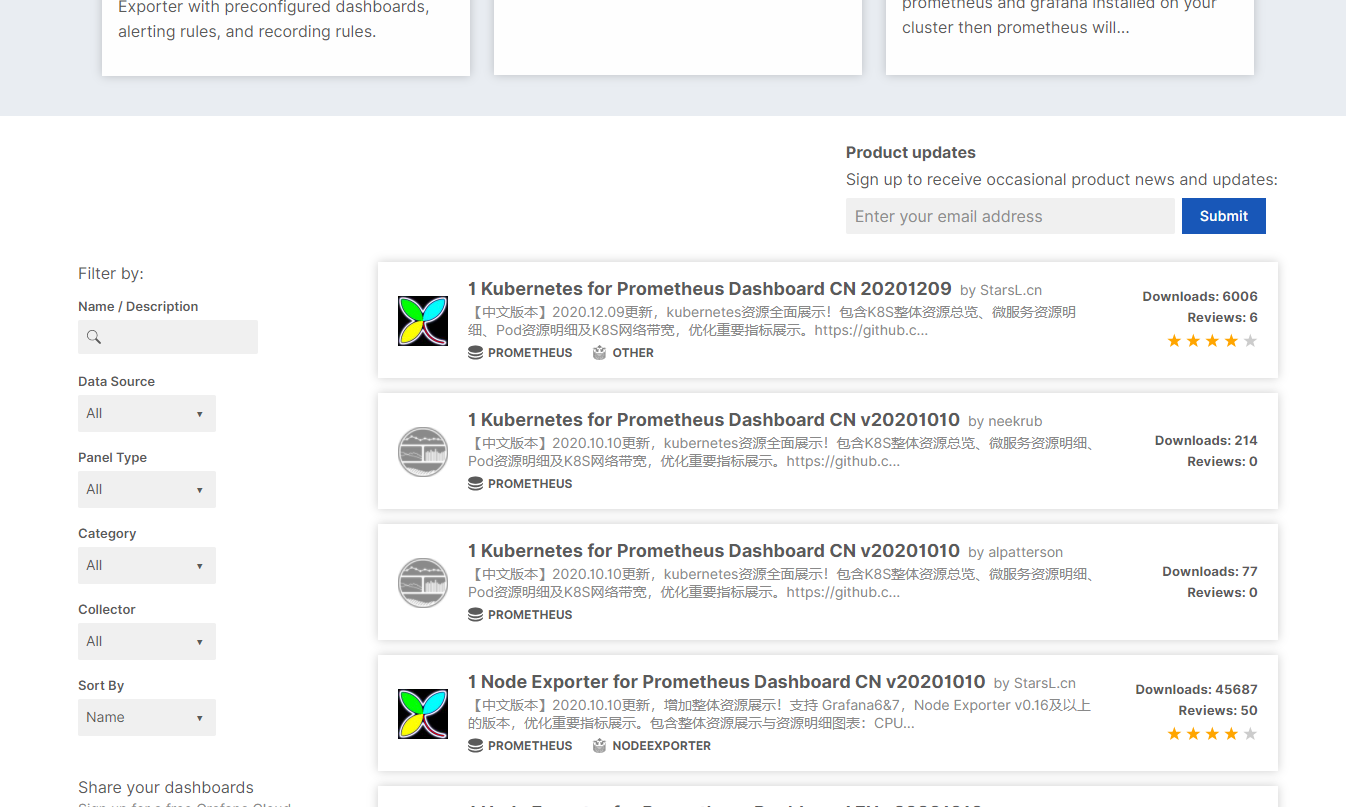 Exporter with preconfigured dashboards,
alerting rules, and recording rules.
prometheus and grafana installed on your
cluster then prometheus will...
Product updates
Sign up to receive occasional product news and updates:
Enter your email address
Submit
Filter by:
Name / Description
Data Source
All
Panel Type
All
Category
All
Collector
All
Sort By
Name
Share your dashboards
Sign up for a free Grafana Cloud
1 Kubernetes for Prometheus Dashboard CN 20201209 by StarsL.cn
【中文版本】2020.12.09更新，kubernetes资源全面展示！包含K8S整体资源总览、微服务资源明
细、Pod资源明细及K8S网络带宽，优化重要指标展示。https://github.c...
PROMETHEUS OTHER
Downloads: 6006
Reviews: 6
1 Kubernetes for Prometheus Dashboard CN v20201010 by neekrub
【中文版本】2020.10.10更新，kubernetes资源全面展示！包含K8S整体资源总览、微服务资源明细、
Pod资源明细及K8S网络带宽，优化重要指标展示。https://github.c...
PROMETHEUS
Downloads: 214
Reviews: 0
1 Kubernetes for Prometheus Dashboard CN v20201010 by alpatterson
【中文版本】2020.10.10更新，kubernetes资源全面展示！包含K8S整体资源总览、微服务资源明细、
Pod资源明细及K8S网络带宽，优化重要指标展示。https://github.c...
PROMETHEUS
Downloads: 77
Reviews: 0
1 Node Exporter for Prometheus Dashboard CN v20201010 by StarsL.cn
【中文版本】2020.10.10更新，增加整体资源展示！支持 Grafana6&7，Node Exporter v0.16及以上
的版本，优化重要指标展示。包含整体资源展示与资源明细图表：CPU...
PROMETHEUS NODEEXPORTER
Downloads: 45687
Reviews: 50